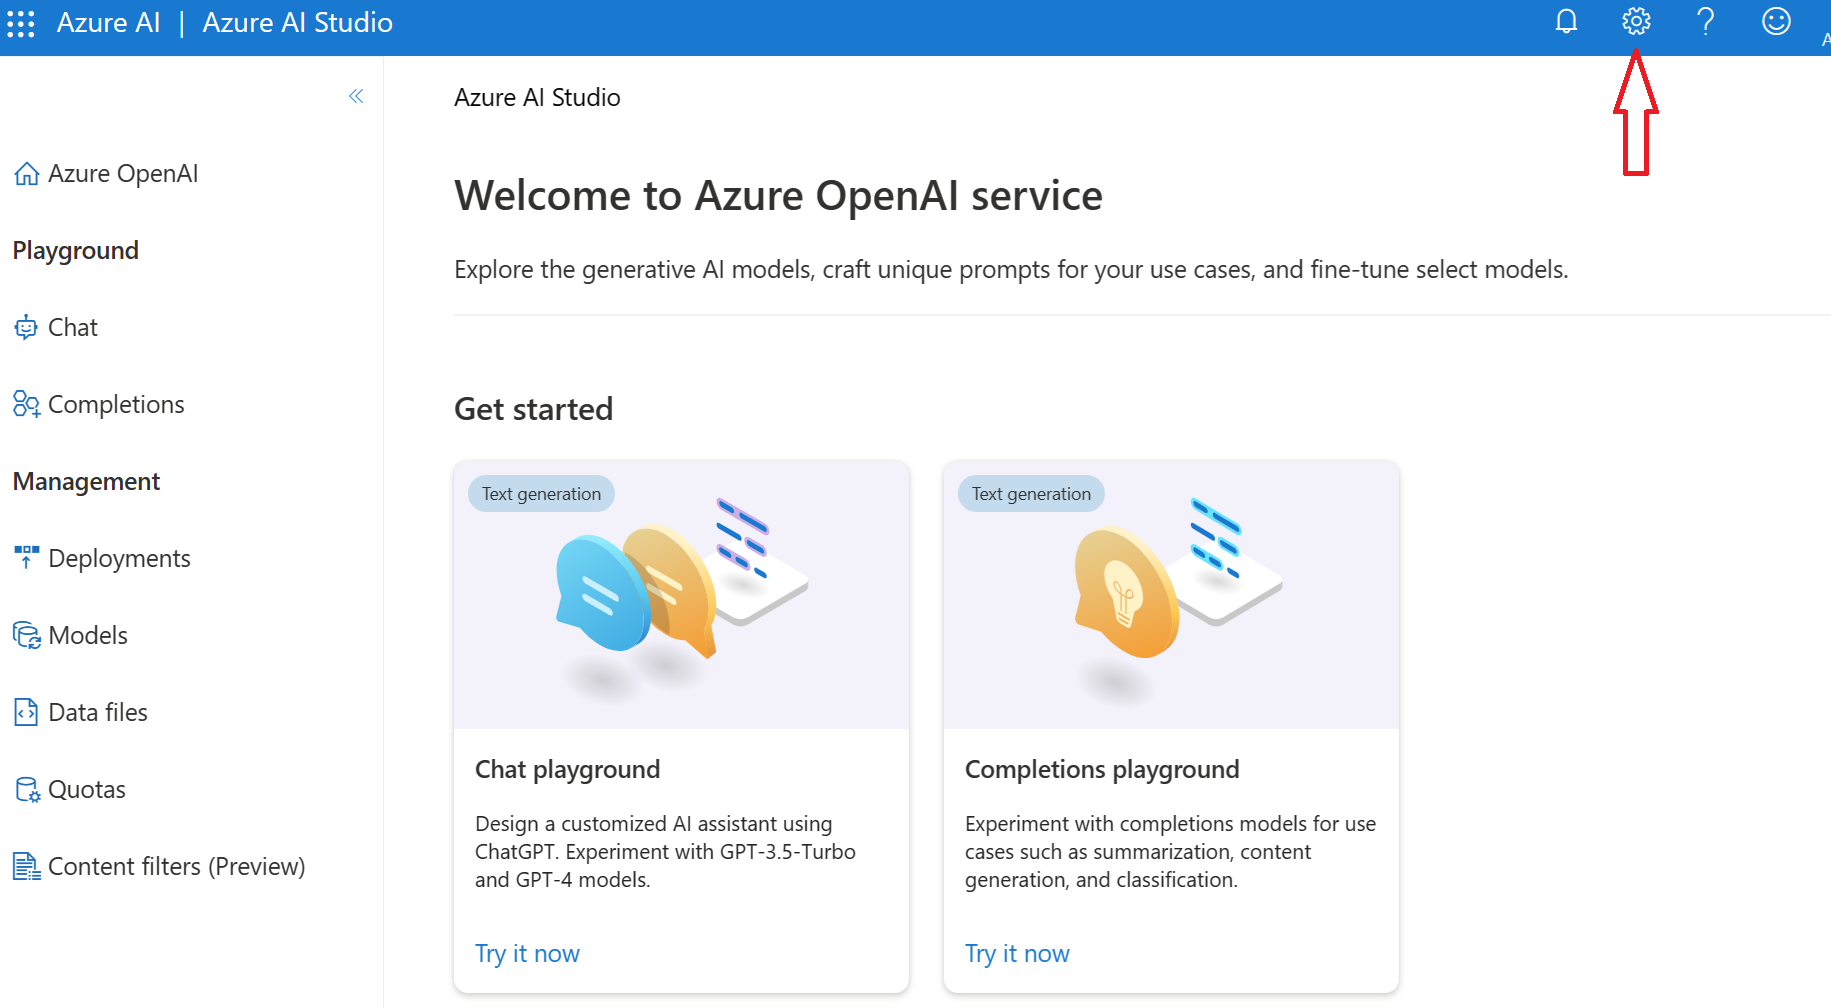 Azure AI | Azure AI Studio
A
Azure AI Studio
Azure OpenAI
Playground
Chat
Completions
Management
Deployments
Models
Data files
Quotas
Content filters (Preview)
Welcome to Azure OpenAI service
Explore the generative AI models, craft unique prompts for your use cases, and fine-tune select models.
Get started
Text generation
Chat playground
Design a customized AI assistant using
ChatGPT. Experiment with GPT-3.5-Turbo
and GPT-4 models.
Try it now
Text generation
Completions playground
Experiment with completions models for use
cases such as summarization, content
generation, and classification.
Try it now